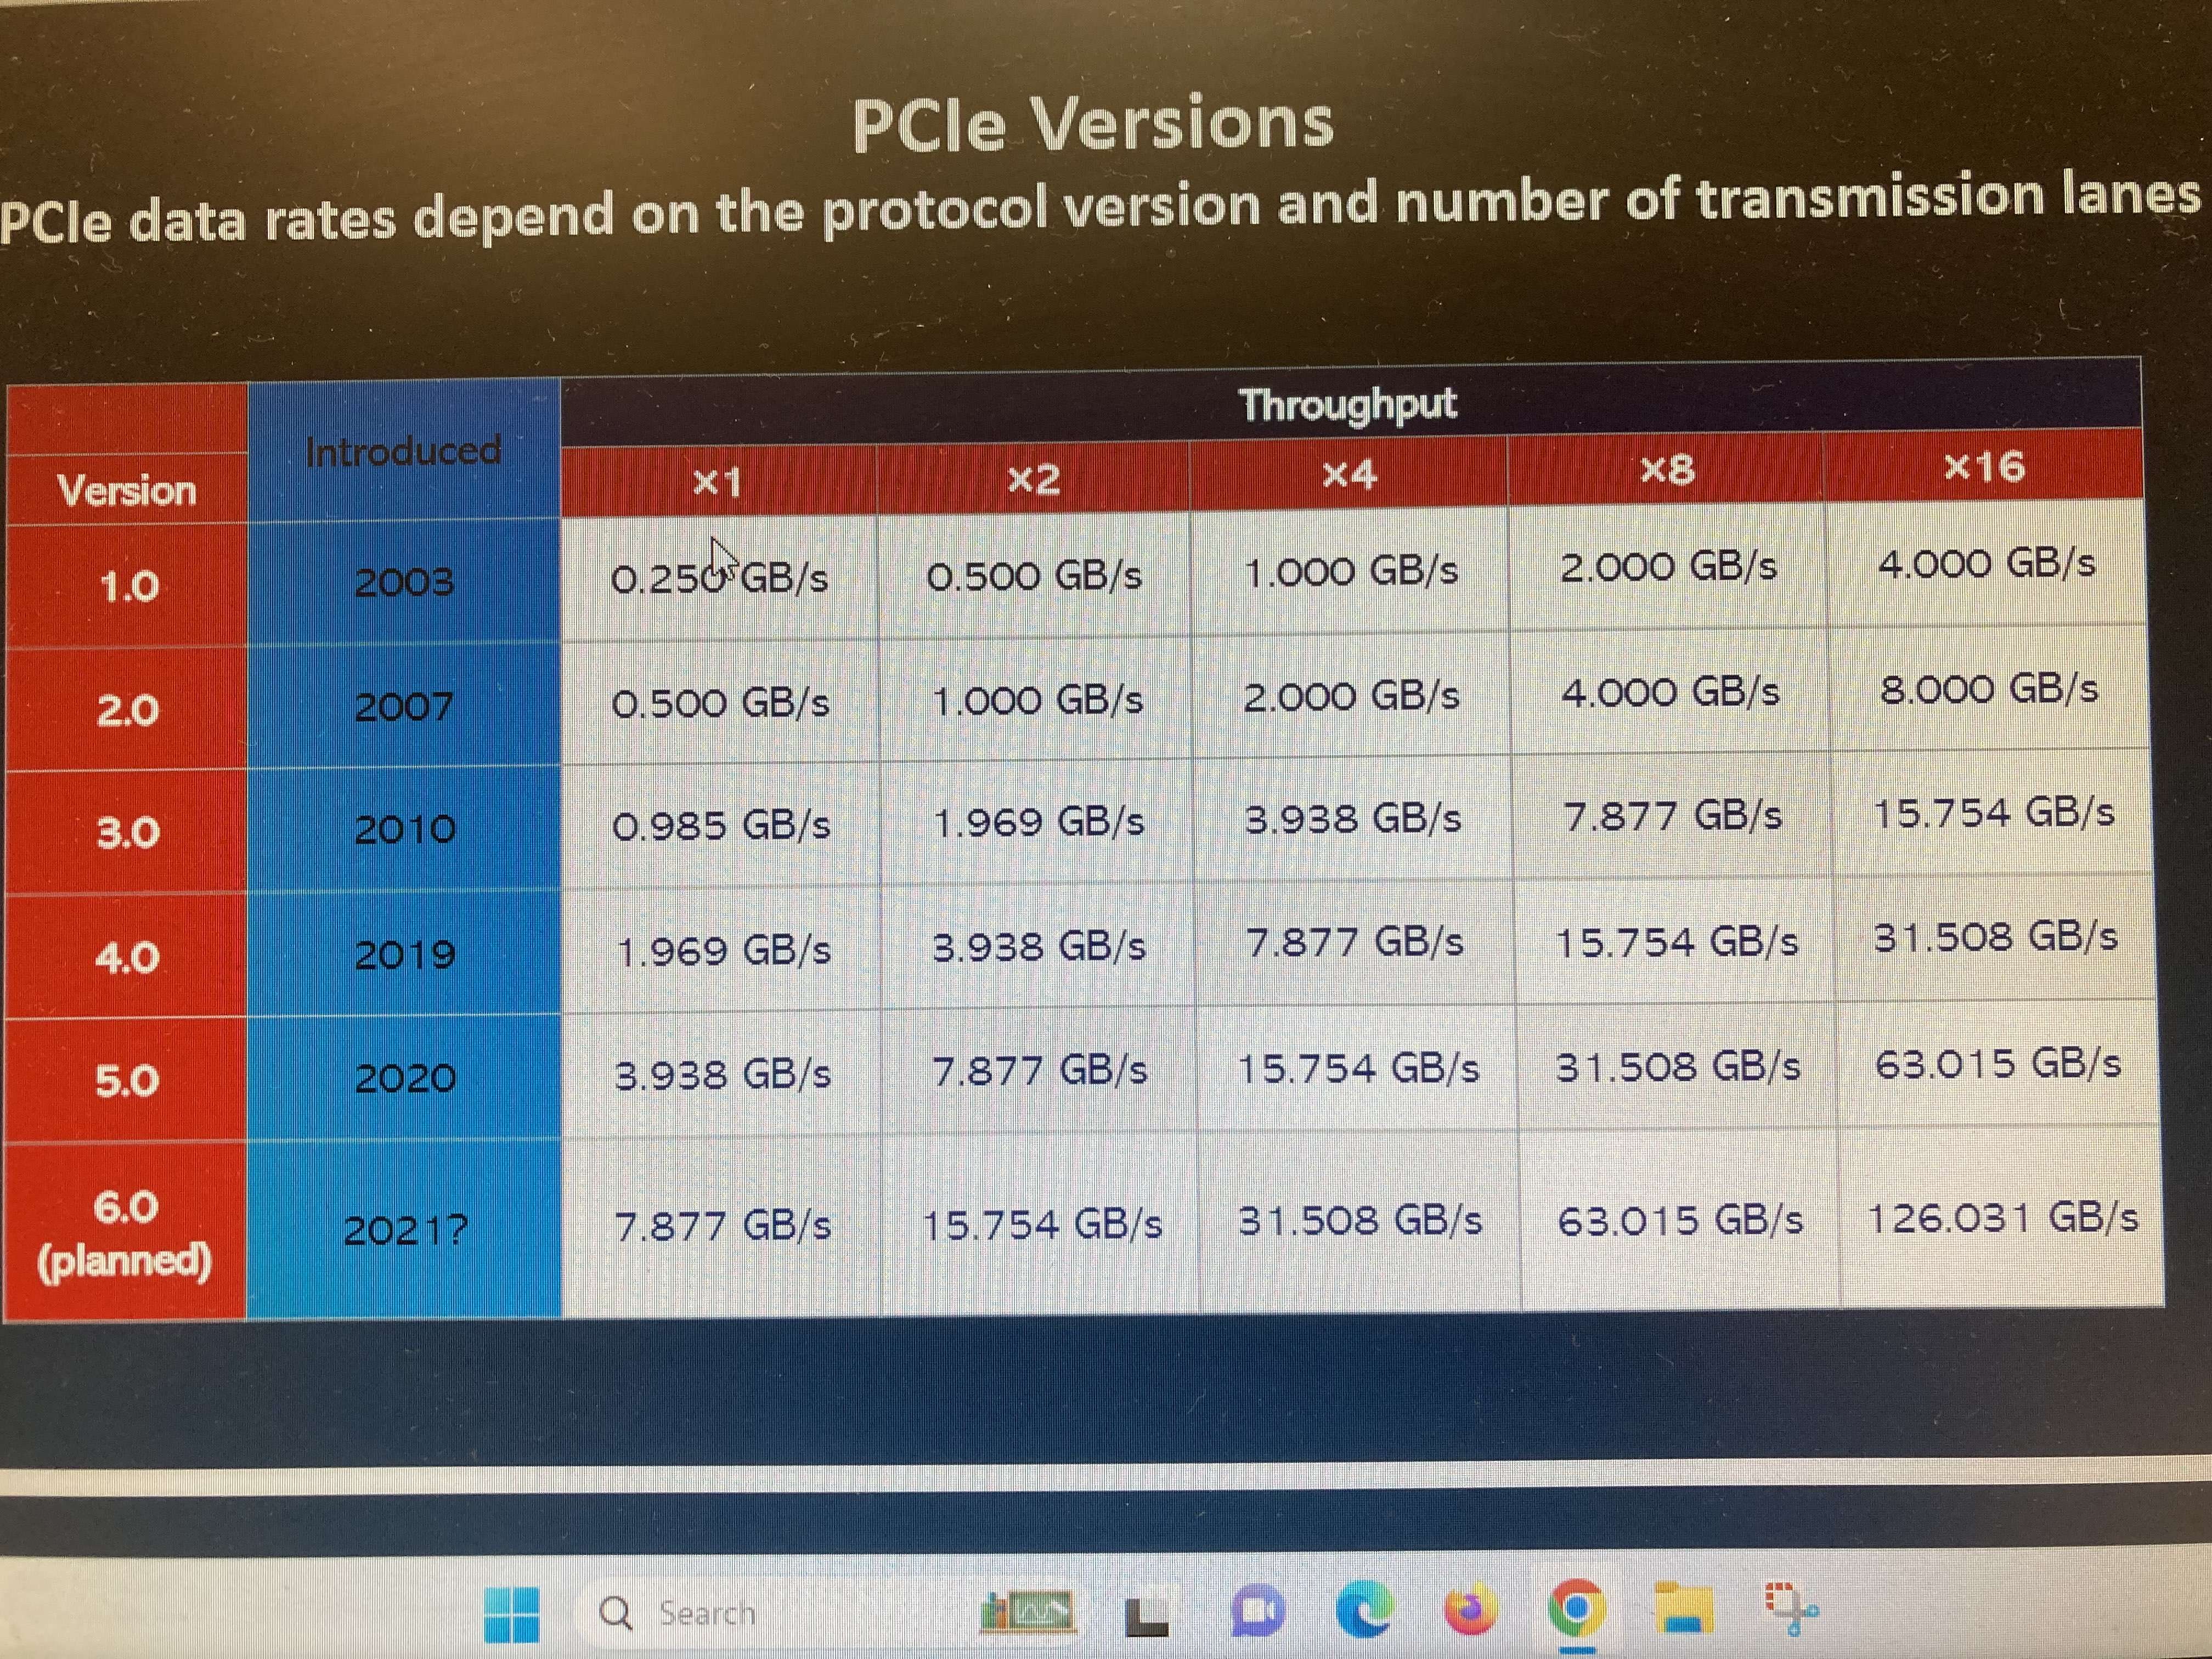 PCIe Versions
PCIe data rates depend on the protocol version and number of transmission lanes
Introduced Throughput
Version x1 x2 x4 x8 x16
1.0 2003 0.250 GB/s 0.500 GB/s 1.000 GB/s 2.000 GB/s 4.000 GB/s
2.0 2007 0.500 GB/s 1.000 GB/s 2.000 GB/s 4.000 GB/s 8.000 GB/s
3.0 2010 0.985 GB/s 1.969 GB/s 3.938 GB/s 7.877 GB/s 15.754 GB/s
4.0 2019 1.969 GB/s 3.938 GB/s 7.877 GB/s 15.754 GB/s 31.508 GB/s
5.0 2020 3.938 GB/s 7.877 GB/s 15.754 GB/s 31.508 GB/s 63.015 GB/s
6.0
(planned) 2021? 7.877 GB/s 15.754 GB/s 31.508 GB/s 63.015 GB/s 126.031 GB/s
Search